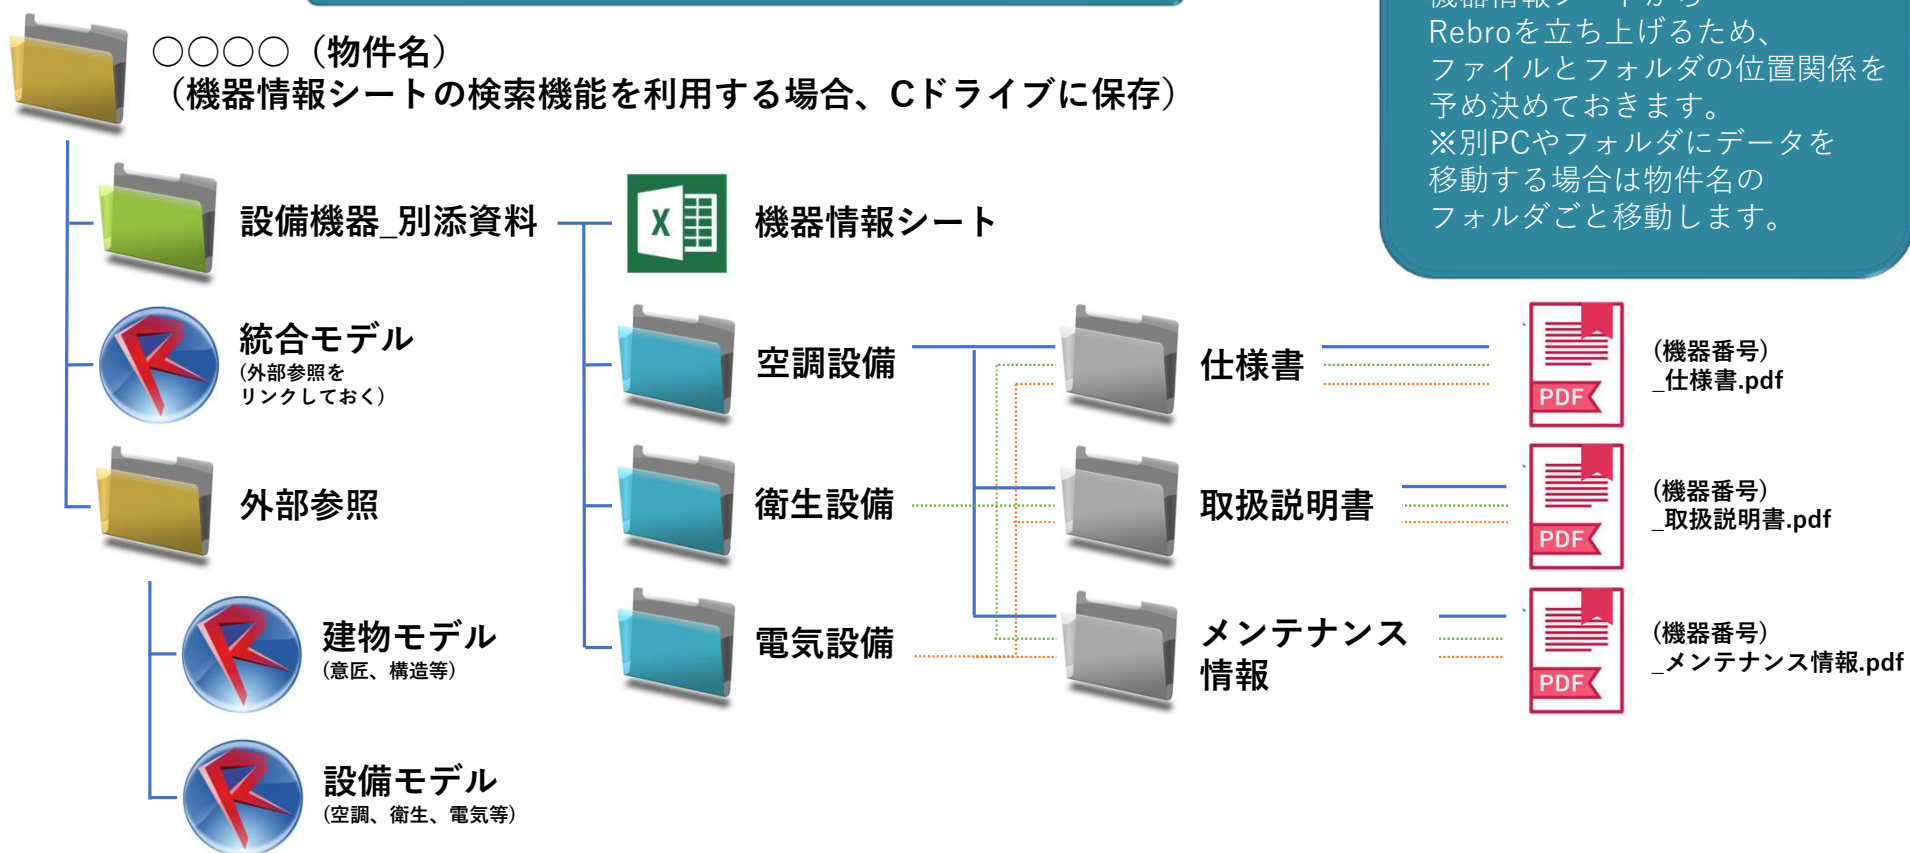 ○○○○（物件名）
（機器情報シートの検索機能を利用する場合、Cドライブに保存）
機器情報シートから
Rebroを立ち上げるため、
ファイルとフォルダの位置関係を
予め決めておきます。
※別PCやフォルダにデータを
移動する場合は物件名の
フォルダごと移動します。
設備機器_別添資料
X
機器情報シート
統合モデル
(外部参照を
リンクしておく)
空調設備
仕様書
PDF
(機器番号)
_仕様書.pdf
外部参照
衛生設備
取扱説明書
PDF
(機器番号)
_取扱説明書.pdf
建物モデル
(意匠、構造等)
電気設備
メンテナンス
情報
PDF
(機器番号)
_メンテナンス情報.pdf
設備モデル
(空調、衛生、電気等)